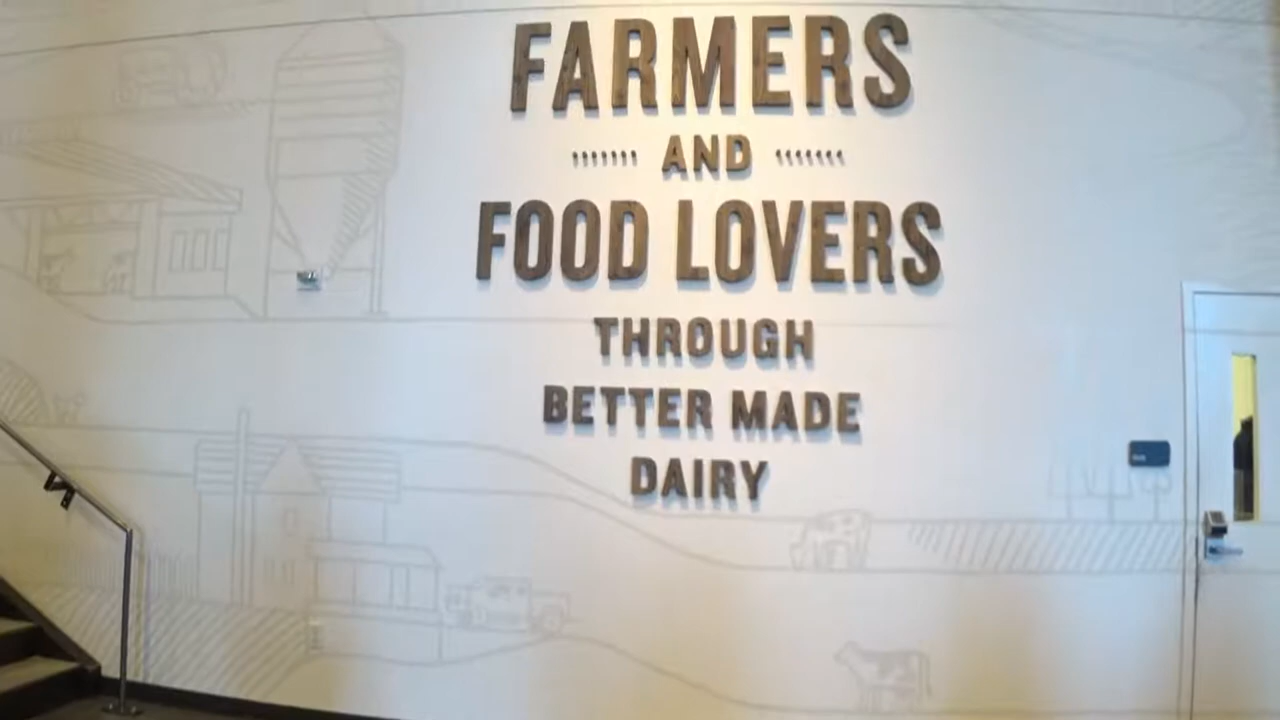 FARMERS
AND
FOOD LOVERS
THROUGH
BETTER MADE
DAIRY